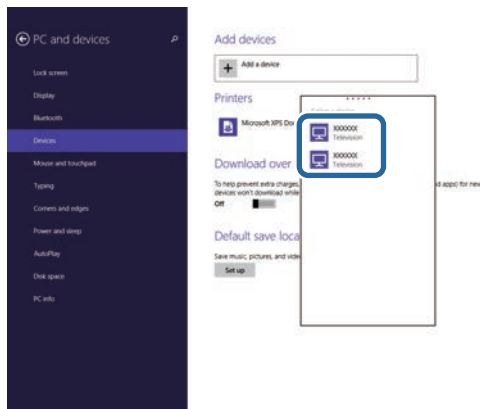 PC and devices
Lock screen
Display
Bluetooth
Devices
Mouse and touchpad
Typing
Corners and edges
Power and sleep
AutoPlay
Disk space
PC info
Add devices
Add a device
Printers
Microsoft XPS Doc
Download over
To help prevent extra charges,
d apps) for new
devices won't download while
Off
Default save loca
Save music, pictures, and vide
Set up
XXXXXX
Television
XXXXXX
Television